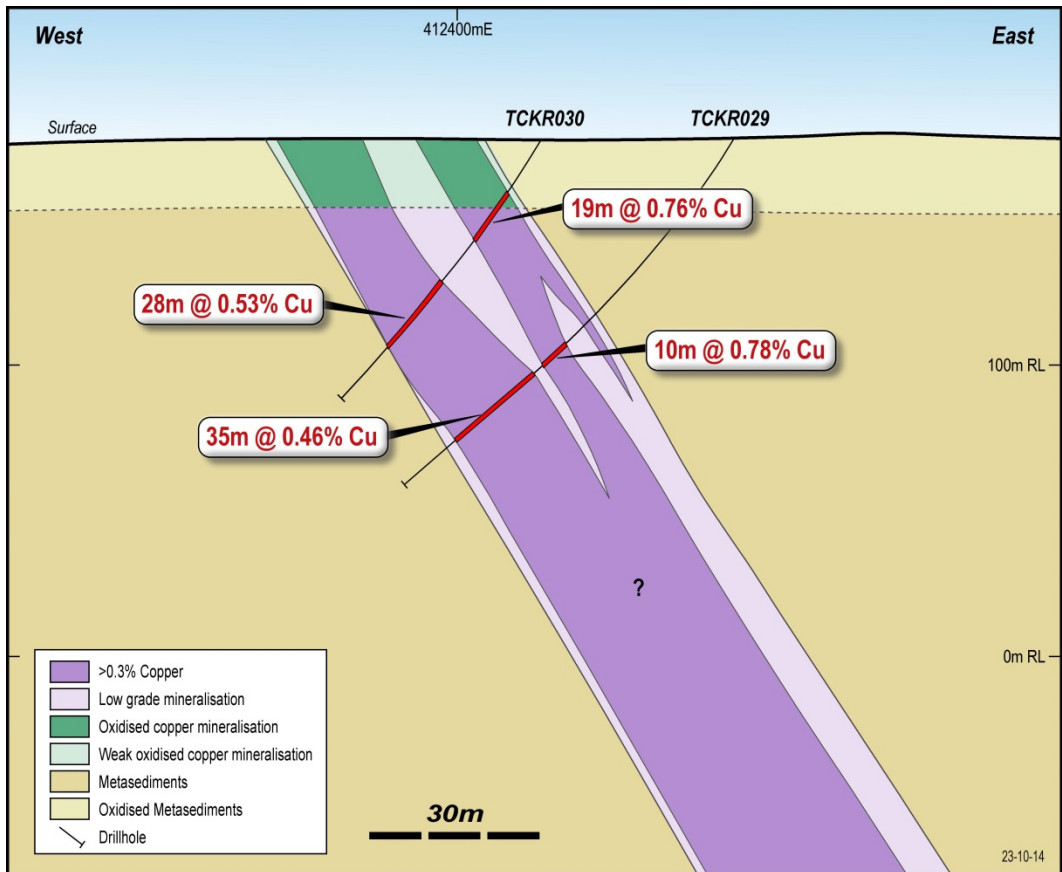 West
412400mE
East
Surface
TCKR030
TCKR029
19m @ 0.76% Cu
28m @ 0.53% Cu
10m @ 0.78% Cu
100m RL
35m @ 0.46% Cu
?
0m RL
>0.3% Copper
Low grade mineralisation
Oxidised copper mineralisation
Weak oxidised copper mineralisation
Metasediments
Oxidised Metasediments
Drillhole
30m
23-10-14